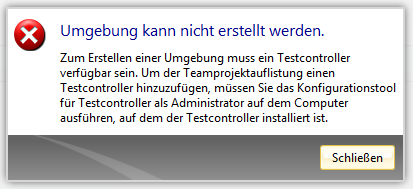 Umgebung kann nicht erstellt werden.
Zum Erstellen einer Umgebung muss ein Testcontroller
verfügbar sein. Um der Teamprojektauflistung einen
Testcontroller hinzuzufügen, müssen Sie das Konfigurationstool
für Testcontroller als Administrator auf dem Computer
ausführen, auf dem der Testcontroller installiert ist.
Schließen